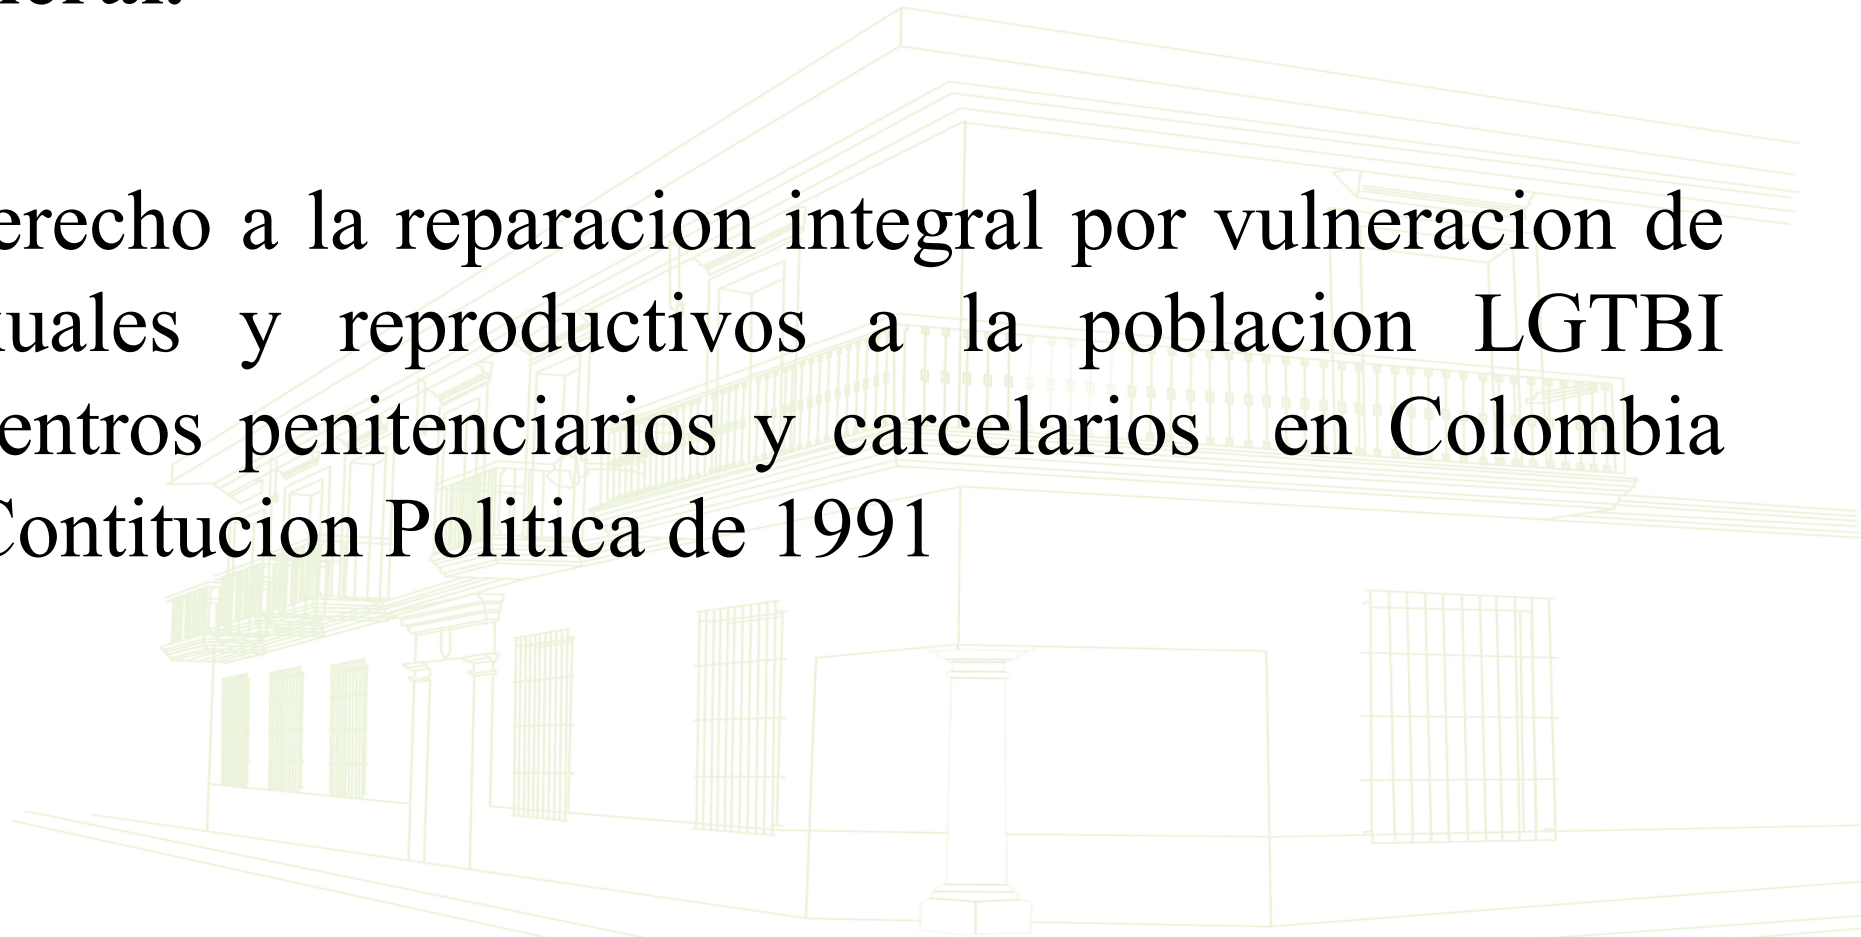 erecho a la reparacion integral por vulneracion de
uales y reproductivos a la poblacion LGTBI
entros penitenciarios y carcelarios en Colombia
Contitucion Politica de 1991